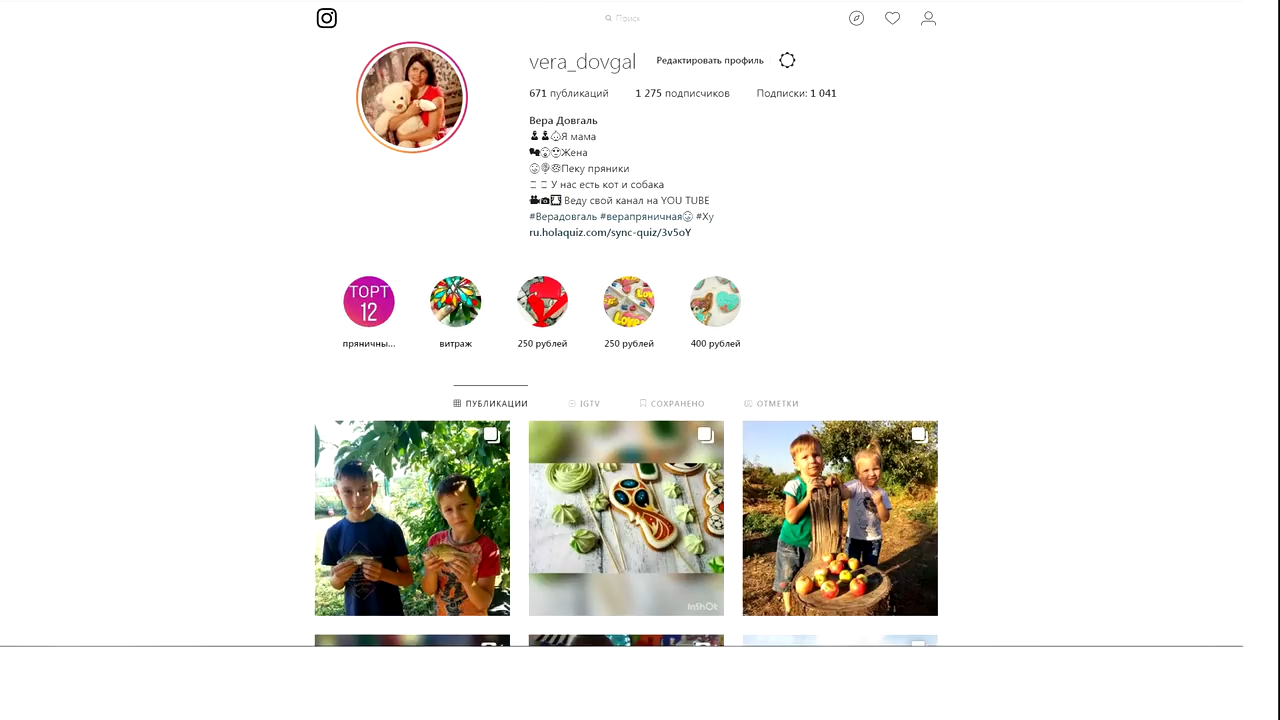 Поиск
vera_dovgal Редактировать профиль
671 публикаций 1 275 подписчиков Подписки: 1 041
Вера Довгаль
Я мама
Жена
Пеку пряники
У нас есть кот и собака
Веду свой канал на YOU TUBE
#Верадовгаль #верапряничная #Ху
ru.holaquiz.com/sync-quiz/3v5oY
ТОРТ
12
Love
Love
пряничны... витраж 250 рублей 250 рублей 400 рублей
ПУБЛИКАЦИИ IGTV СОХРАНЕНО ОТМЕТКИ
InShOt